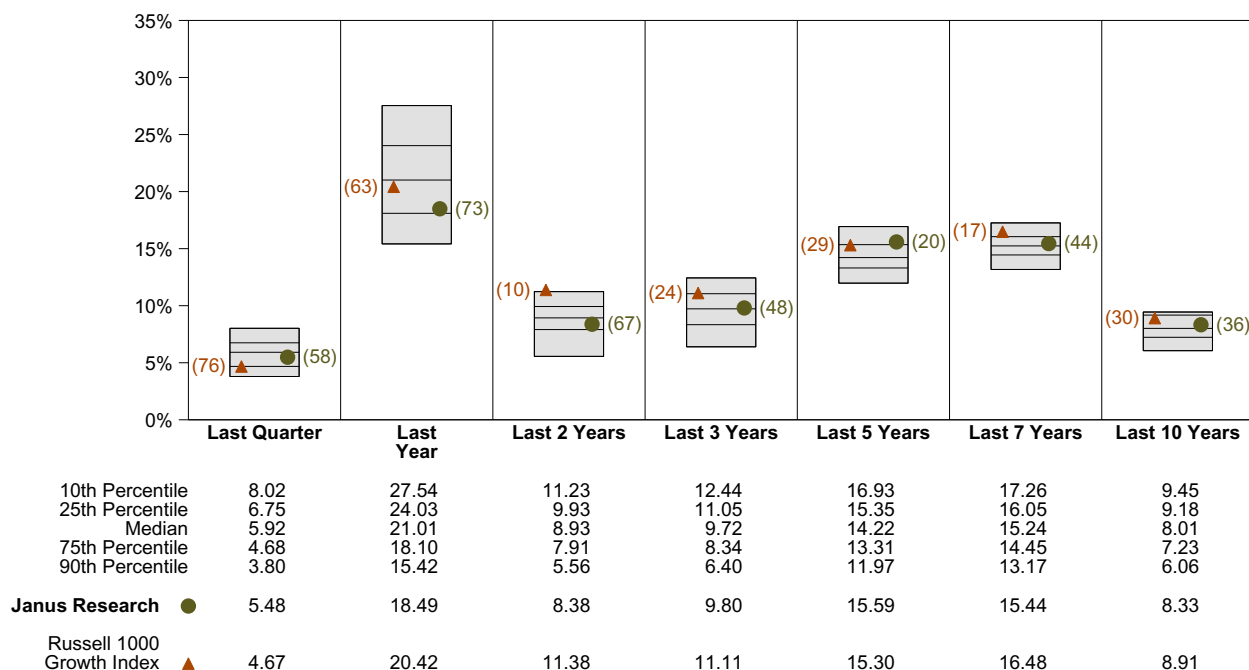 35%
30%
25%
20%
15%
10%
5%
0%
(76) (58)
(63) (73)
(10) (67)
(24) (48)
(29) (20)
(17) (44)
(30) (36)
Last Quarter Last Year Last 2 Years Last 3 Years Last 5 Years Last 7 Years Last 10 Years
10th Percentile 8.02 27.54 11.23 12.44 16.93 17.26 9.45
25th Percentile 6.75 24.03 9.93 11.05 15.35 16.05 9.18
Median 5.92 21.01 8.93 9.72 14.22 15.24 8.01
75th Percentile 4.68 18.10 7.91 8.34 13.31 14.45 7.23
90th Percentile 3.80 15.42 5.56 6.40 11.97 13.17 6.06
Janus Research 5.48 18.49 8.38 9.80 15.59 15.44 8.33
Russell 1000
Growth Index 4.67 20.42 11.38 11.11 15.30 16.48 8.91